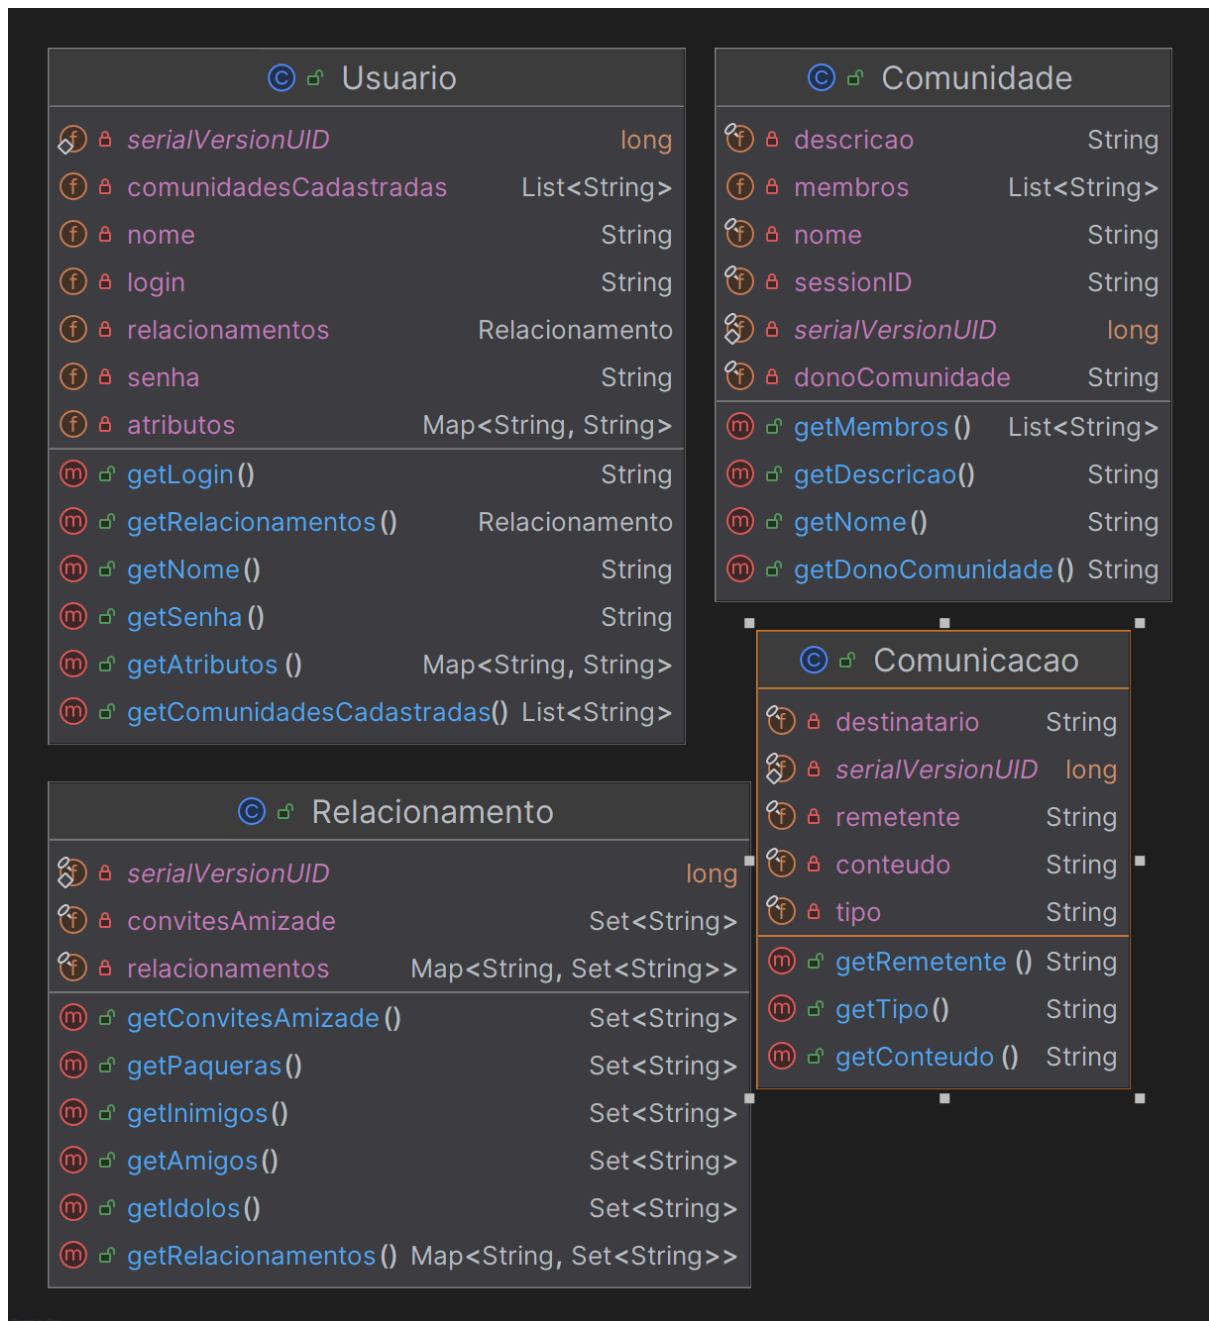 Usuario
serialVersionUID long
comunidadesCadastradas List<String>
nome String
login String
relacionamentos Relacionamento
senha String
atributos Map<String, String>
getLogin() String
getRelacionamentos() Relacionamento
getNome() String
getSenha() String
getAtributos() Map<String, String>
getComunidadesCadastradas() List<String>
Comunidade
descricao String
membros List<String>
nome String
sessionID String
serialVersionUID long
donoComunidade String
getMembros() List<String>
getDescricao() String
getNome() String
getDonoComunidade() String
Comunicacao
destinatario String
serialVersionUID long
remetente String
conteudo String
tipo String
getRemetente() String
getTipo() String
getConteudo() String
Relacionamento
serialVersionUID long
convitesAmizade Set<String>
relacionamentos Map<String, Set<String>>
getConvitesAmizade() Set<String>
getPaqueras() Set<String>
getInimigos() Set<String>
getAmigos() Set<String>
getIdolos() Set<String>
getRelacionamentos() Map<String, Set<String>>